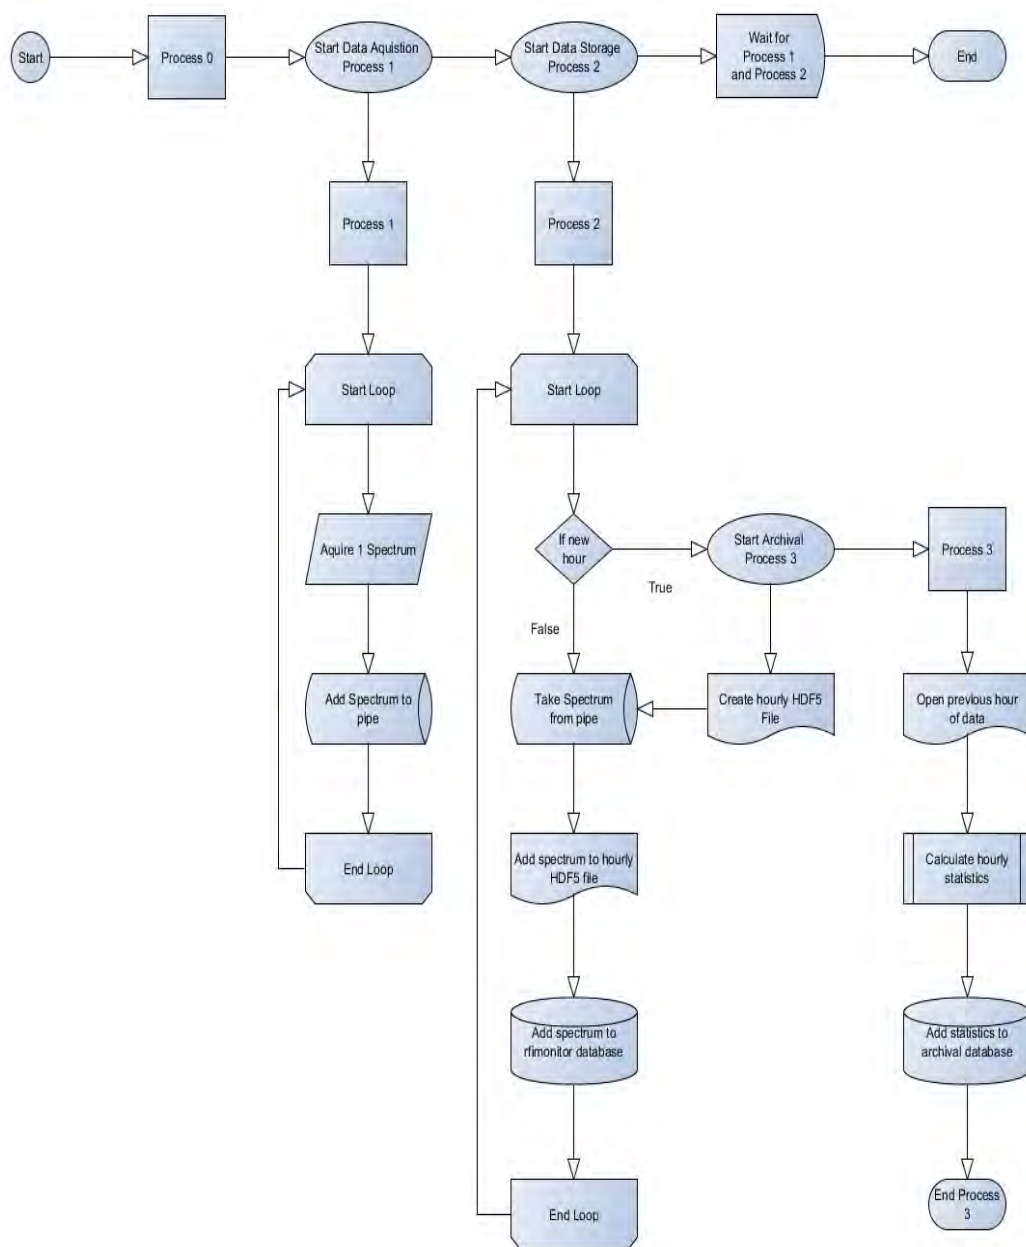 Start
Process 0
Start Data Aquistion
Process 1
Start Data Storage
Process 2
Wait for
Process 1
and Process 2
End
Process 1
Process 2
Start Loop
Start Loop
Aquire 1 Spectrum
If new
hour
Start Archival
Process 3
Process 3
True
False
Add Spectrum to
pipe
Take Spectrum
from pipe
Create hourly HDF5
File
Open previous hour
of data
End Loop
Add spectrum to hourly
HDF5 file
Calculate hourly
statistics
Add spectrum to
rfimonitor database
Add statistics to
archival database
End Loop
End Process
3